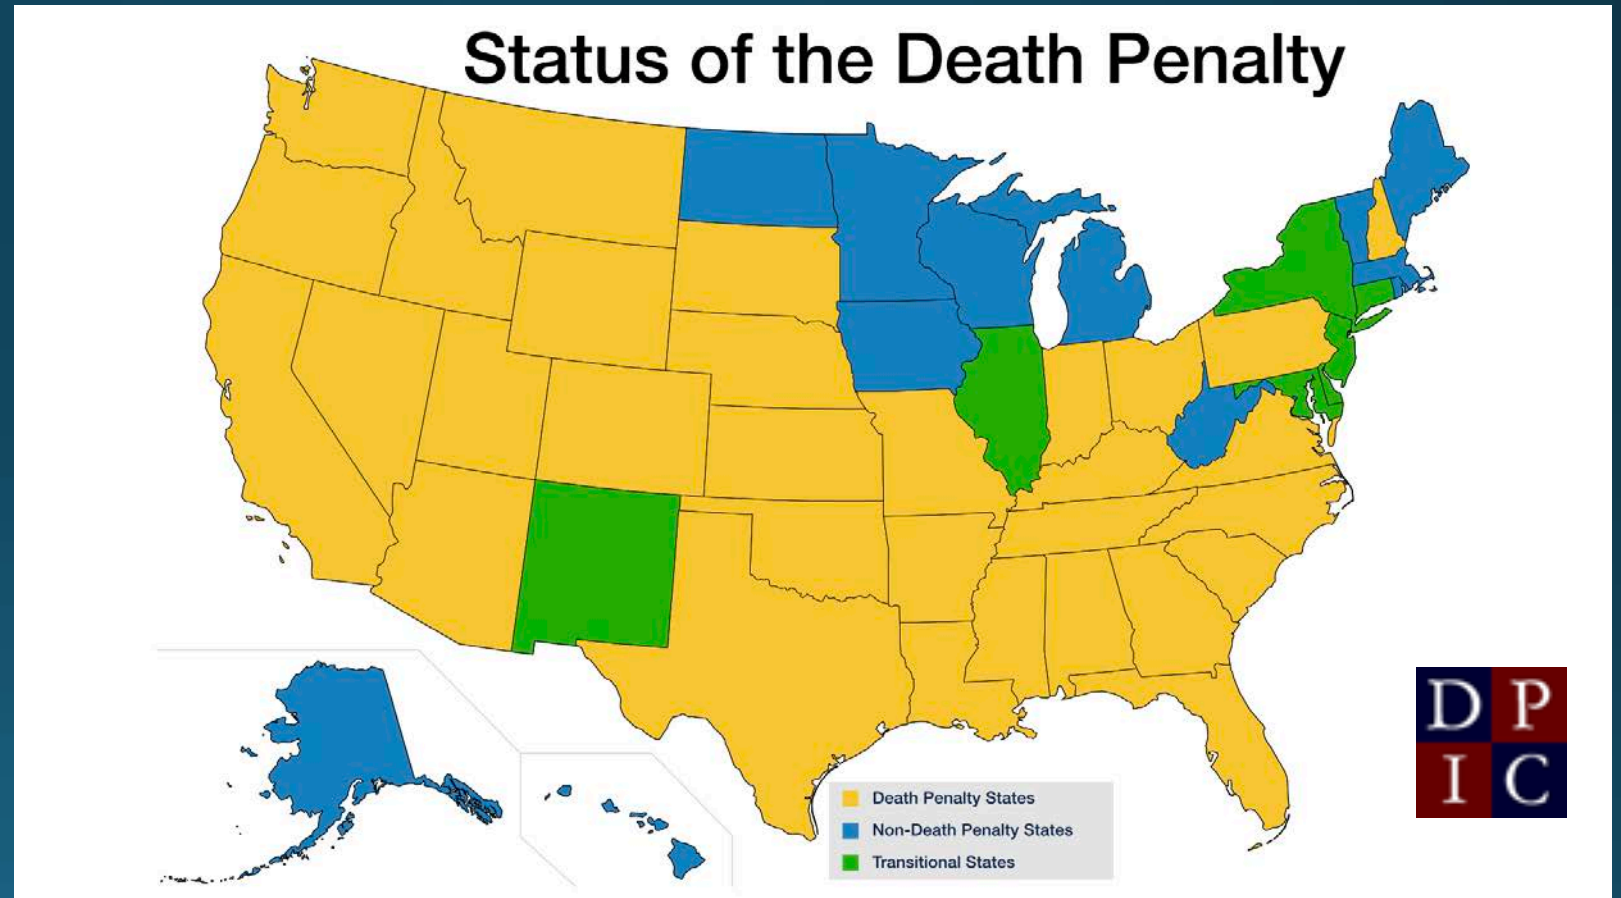 Status of the Death Penalty
D P
I C
Death Penalty States
Non-Death Penalty States
Transitional States